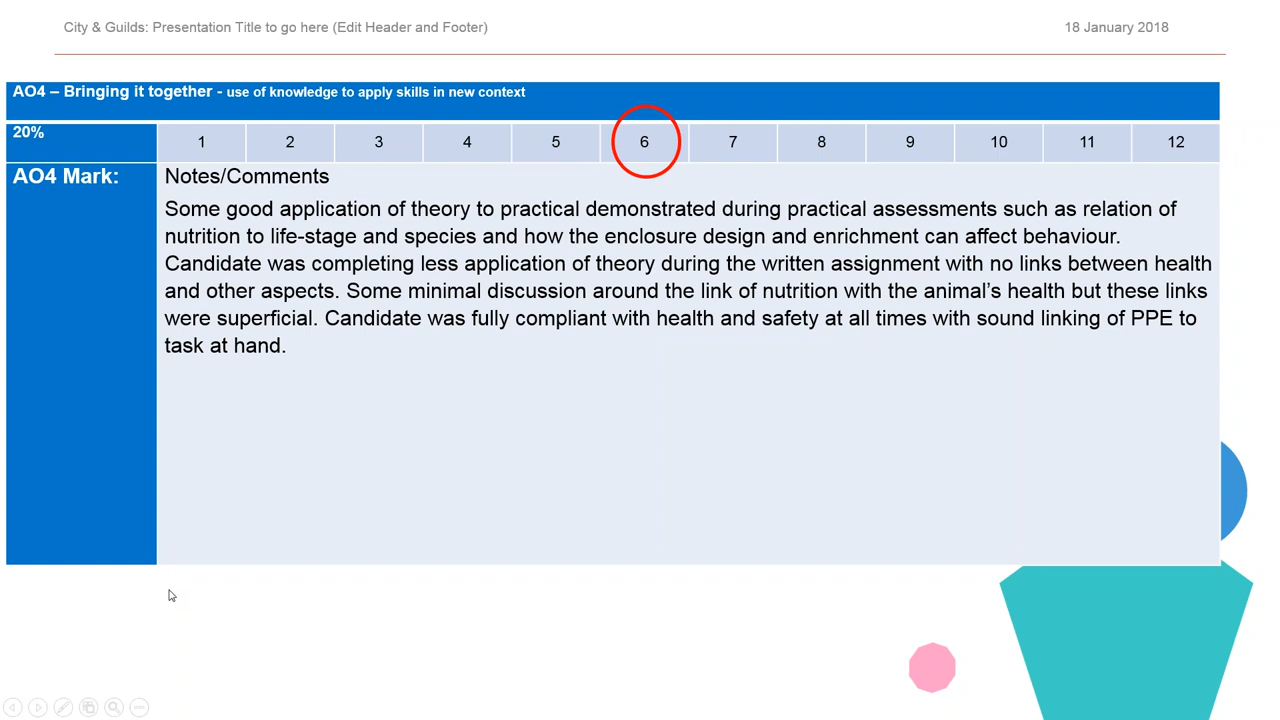 City & Guilds: Presentation Title to go here (Edit Header and Footer)
18 January 2018
AO4 – Bringing it together - use of knowledge to apply skills in new context
20% 1 2 3 4 5 6 7 8 9 10 11 12
AO4 Mark:
Notes/Comments
Some good application of theory to practical demonstrated during practical assessments such as relation of
nutrition to life-stage and species and how the enclosure design and enrichment can affect behaviour.
Candidate was completing less application of theory during the written assignment with no links between health
and other aspects. Some minimal discussion around the link of nutrition with the animal’s health but these links
were superficial. Candidate was fully compliant with health and safety at all times with sound linking of PPE to
task at hand.